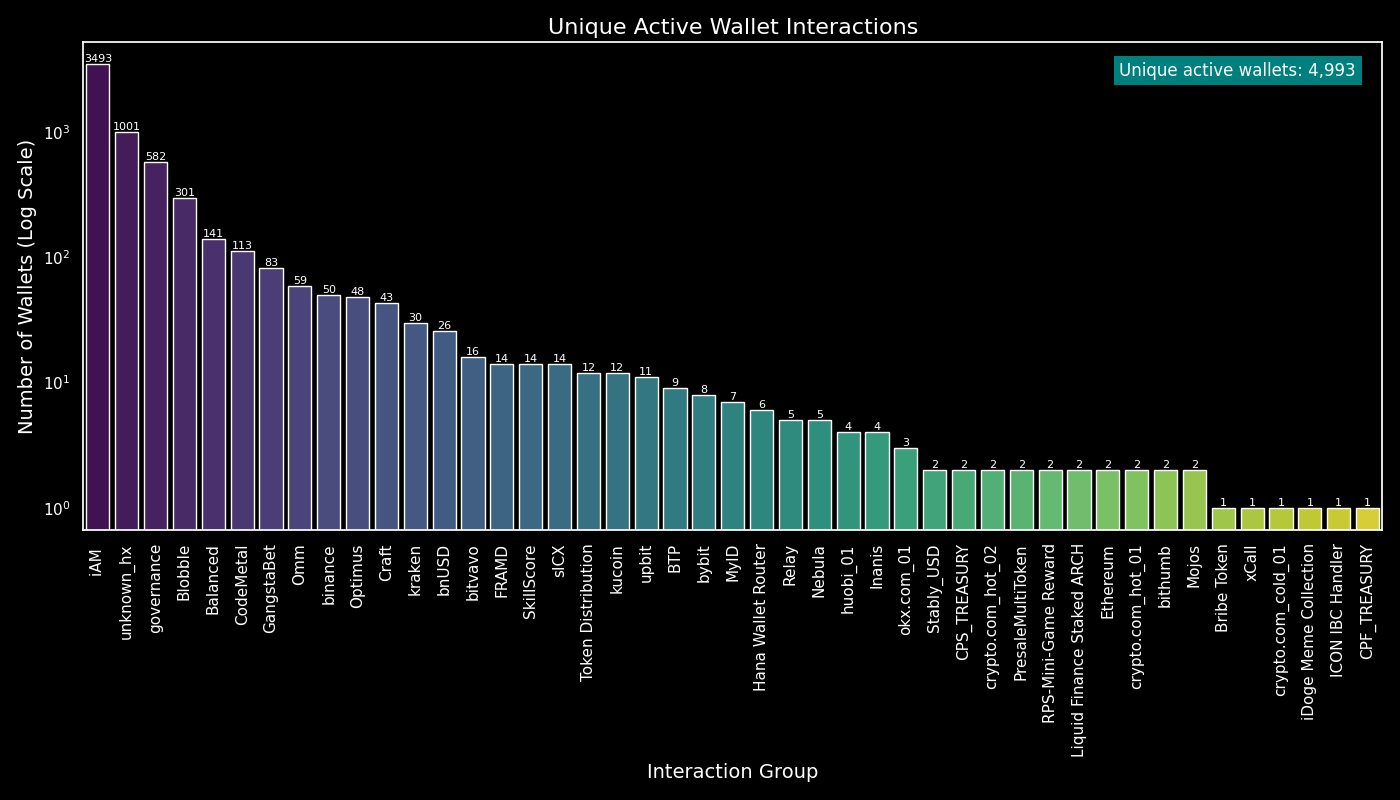 Unique Active Wallet Interactions
Unique active wallets: 4,993
Number of Wallets (Log Scale)
10³
10²
10¹
10⁰
3493
1001
582
301
141
113
83
59
50
48
43
30
26
16
14
14
14
12
12
11
9
8
7
6
5
5
4
4
3
2
2
2
2
2
2
2
2
2
2
1
1
1
1
1
1
iAM
unknown_hx
governance
Blobble
Balanced
CodeMetal
GangstaBet
Omm
binance
Optimus
Craft
kraken
bnUSD
bitvavo
FRAMD
SkillScore
sICX
Token Distribution
kucoin
upbit
BTP
bybit
MyID
Hana Wallet Router
Relay
Nebula
huobi_01
Inanis
okx.com_01
Stably_USD
CPS_TREASURY
crypto.com_hot_02
PresaleMultiToken
RPS-Mini-Game Reward
Liquid Finance Staked ARCH
Ethereum
crypto.com_hot_01
bithumb
Mojos
Bribe Token
xCall
crypto.com_cold_01
iDoge Meme Collection
ICON IBC Handler
CPF_TREASURY
Interaction Group